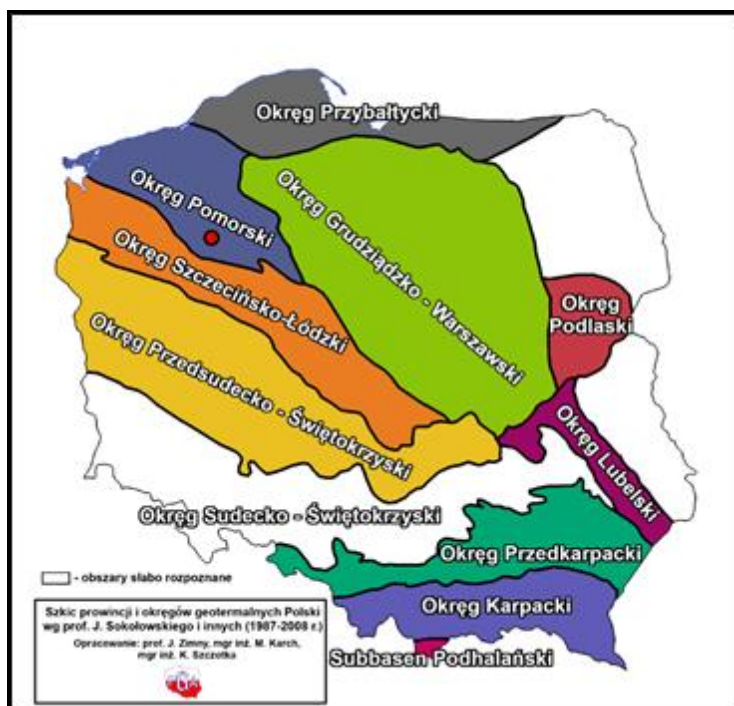 Okręg Przybałtycki
Okręg Pomorski
Okręg Grudziądzko - Warszawski
Okręg Szczecińsko-Łódzki
Okręg Podlaski
Okręg Przedsudecko - Świętokrzyski
Okręg Lubelski
Okręg Sudecko - Świętokrzyski
Okręg Przedkarpacki
Okręg Karpacki
Subbasen Podhalański
- obszary słabo rozpoznane
Szkic prowincji i okręgów geotermalnych Polski
wg prof. J. Sokołowskiego i innych (1987-2008 r.)
Opracowanie: prof. J. Zimny, mgr inż. M. Karch,
mgr inż. K. Szczotka